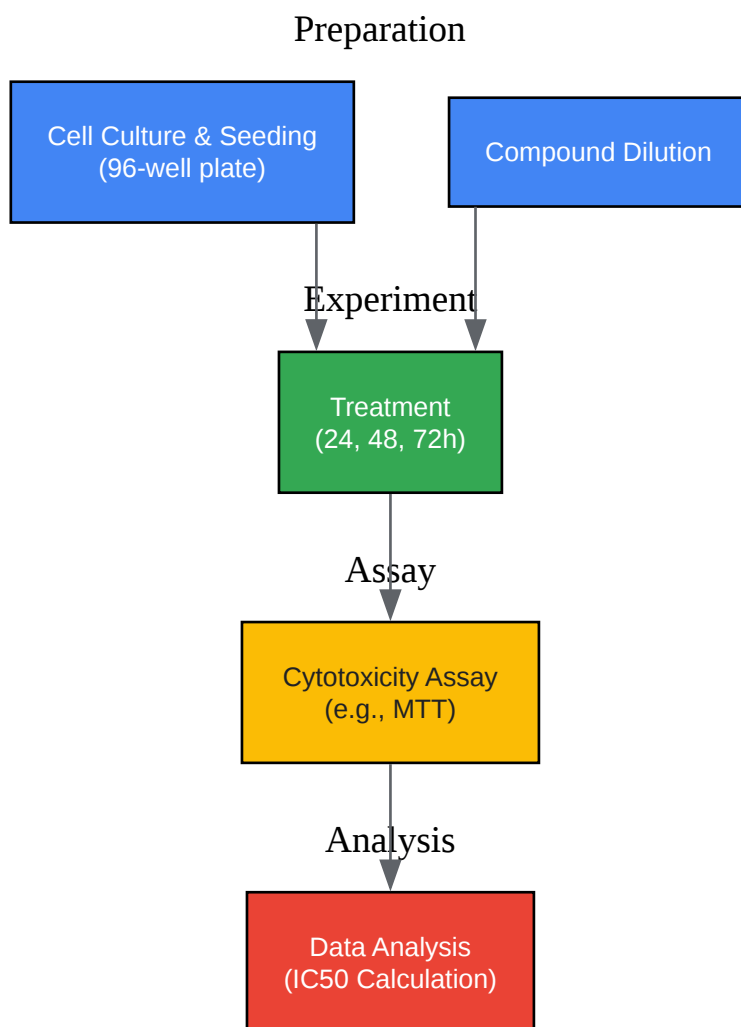 Preparation
Cell Culture & Seeding
(96-well plate)
Compound Dilution
Experiment
Treatment
(24, 48, 72h)
Assay
Cytotoxicity Assay
(e.g., MTT)
Analysis
Data Analysis
(IC50 Calculation)